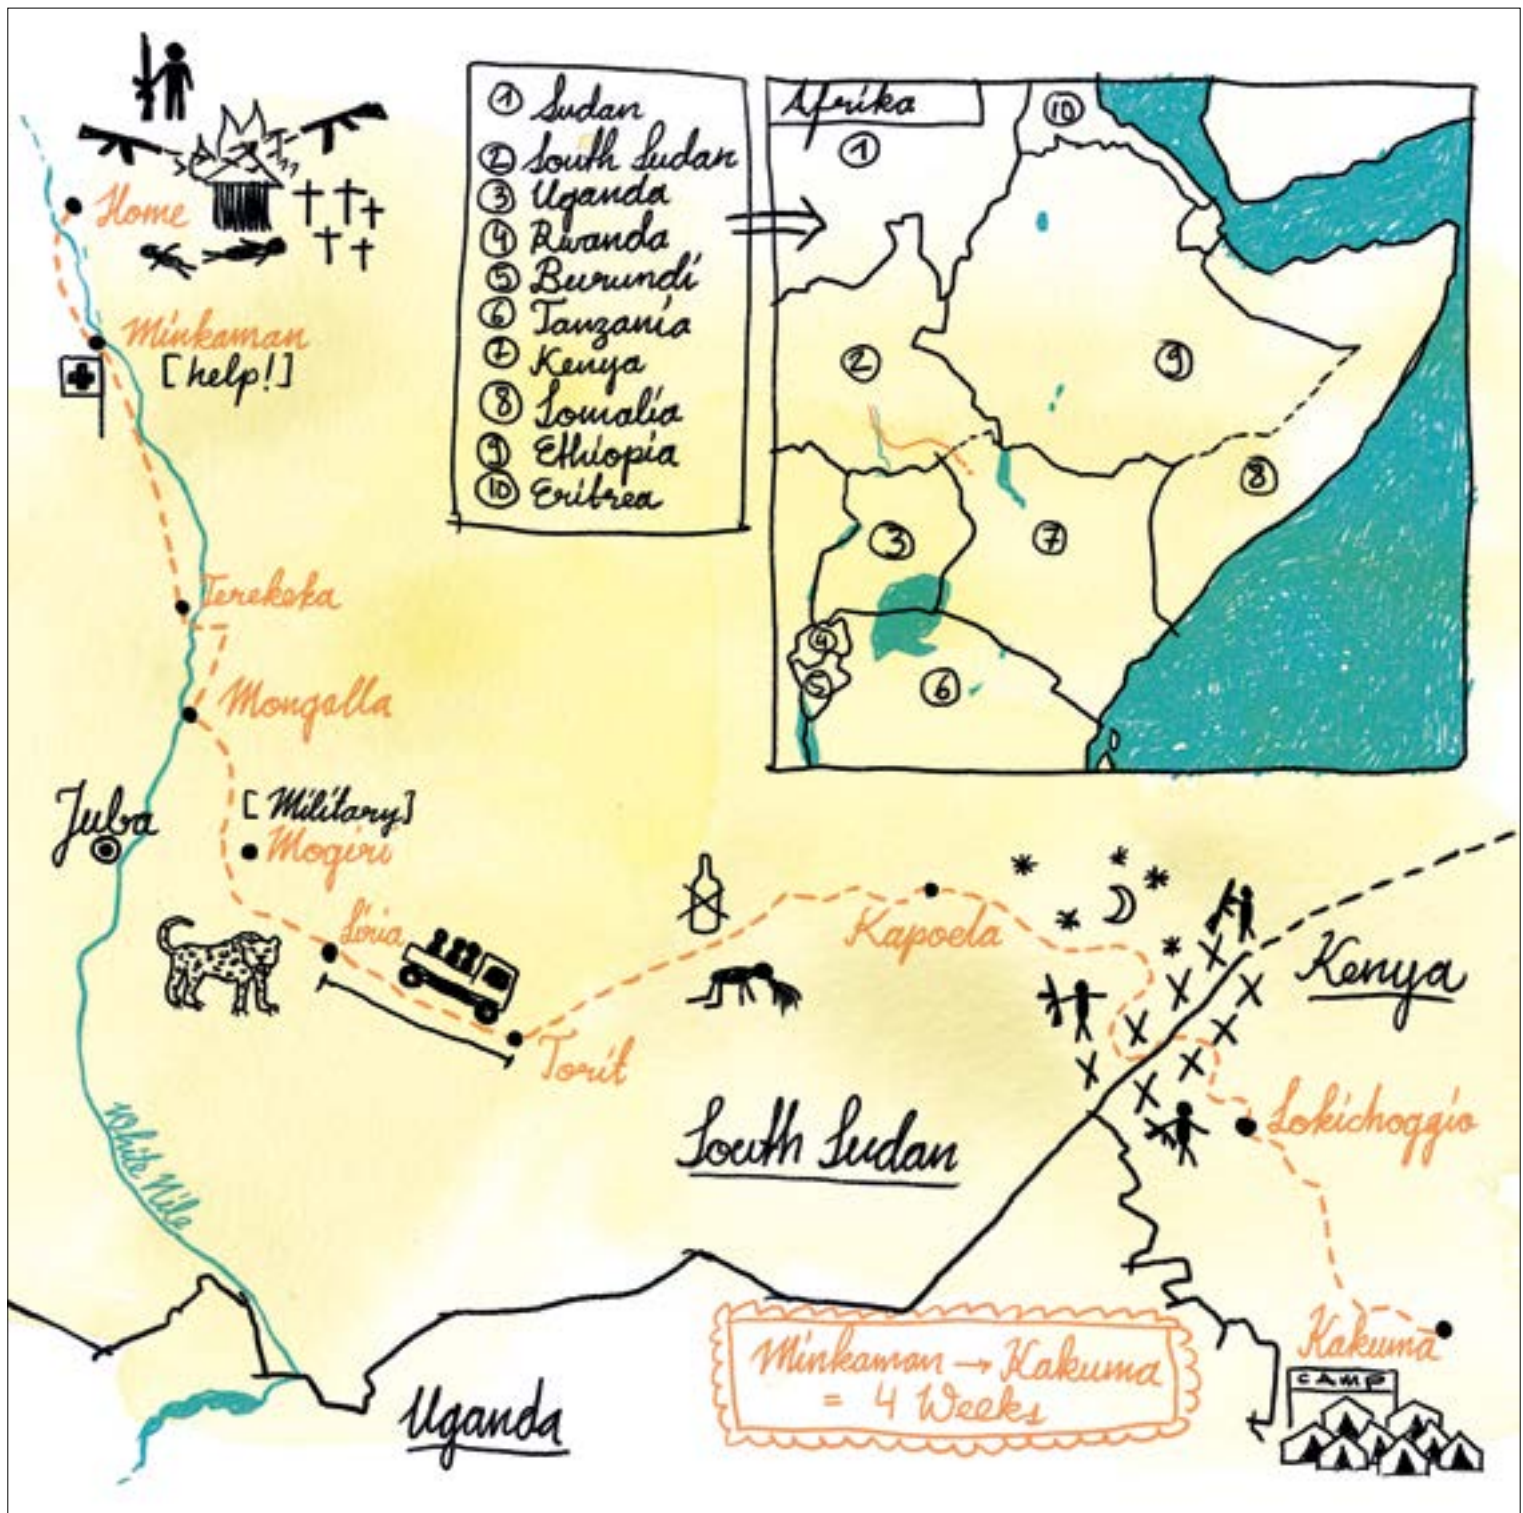 Home
Minkaman
[help!]
Terekeka
Mongalla
Juba
[Military]
Mogiri
Liria
Torit
Kapoeta
White Nile
South Sudan
Uganda
Kenya
Lokichoggio
Kakuma
CAMP
Minkaman → Kakuma
= 4 Weeks
1 Sudan
2 South Sudan
3 Uganda
4 Rwanda
5 Burundi
6 Tanzania
7 Kenya
8 Somalia
9 Ethiopia
10 Eritrea
Afrika
10
1
2
9
8
3
7
4
5
6